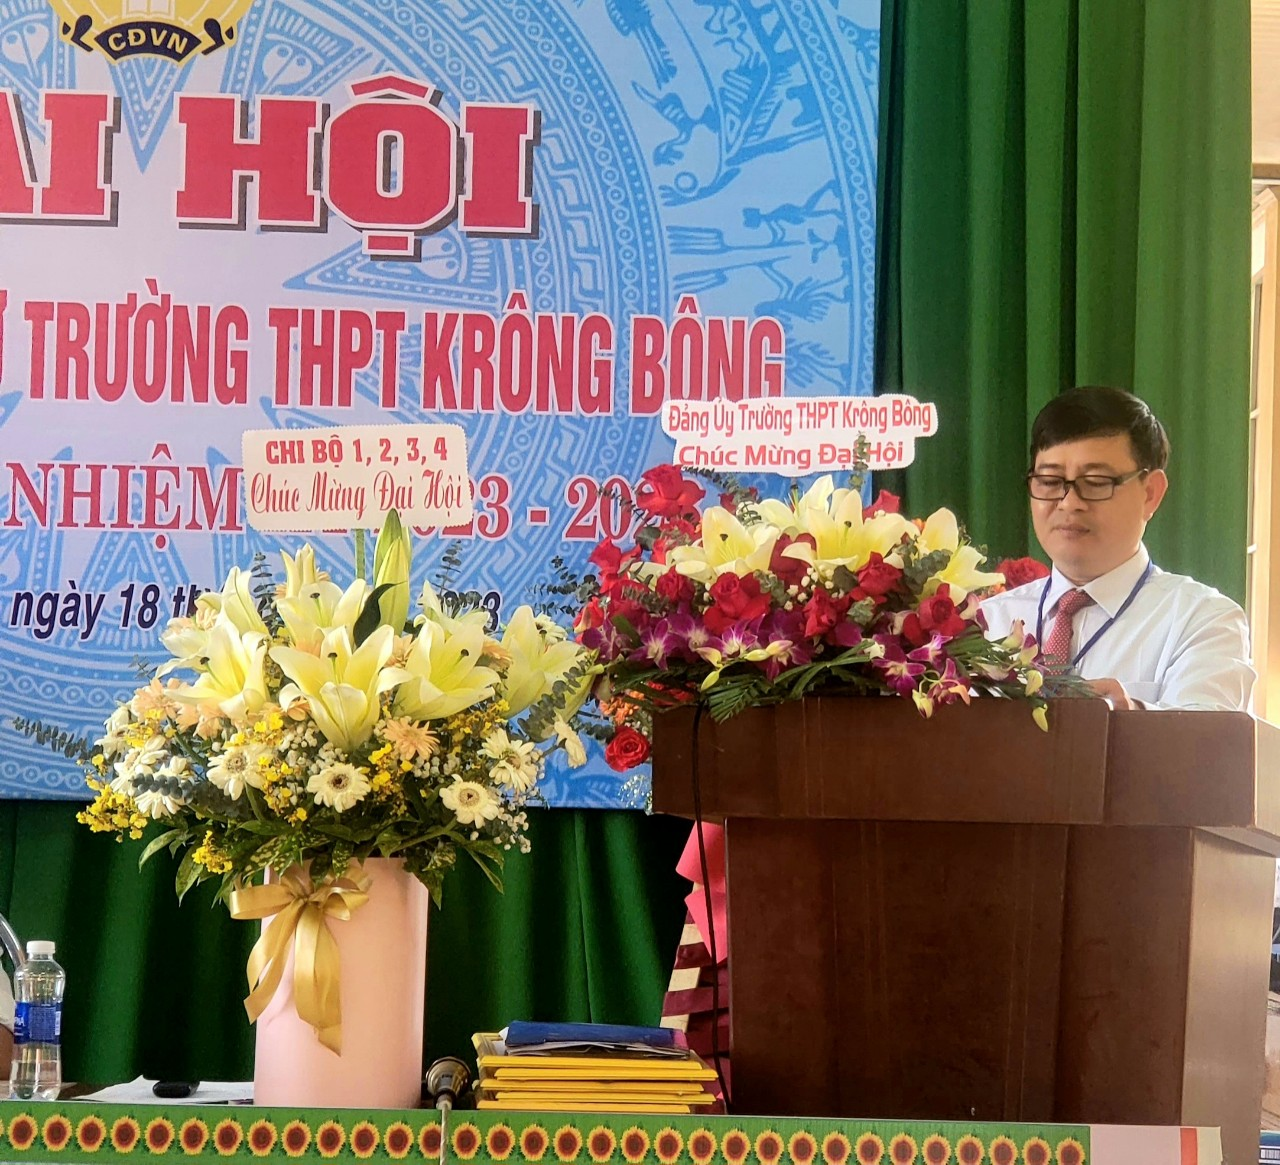 CĐVN
ẠI HỘI
TRƯỜNG THPT KRÔNG BÔNG
NHIỆM 23 - 202
ngày 18 th
CHI BỘ 1, 2, 3, 4
Chúc Mừng Đại Hội
Đảng Ủy Trường THPT Krông Bông
Chúc Mừng Đại Hội